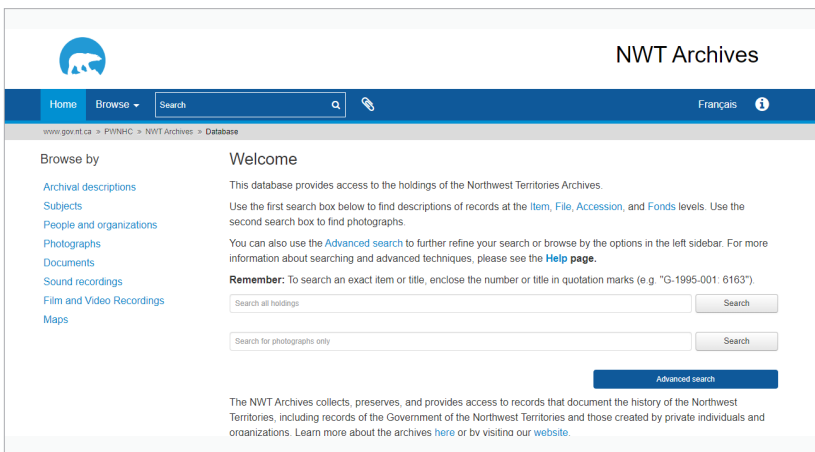 NWT Archives
Home Browse Search Français
www.gov.nt.ca » PWNHC » NWT Archives » Database
Browse by
Archival descriptions
Subjects
People and organizations
Photographs
Documents
Sound recordings
Film and Video Recordings
Maps
Welcome
This database provides access to the holdings of the Northwest Territories Archives.
Use the first search box below to find descriptions of records at the Item, File, Accession, and Fonds levels. Use the
second search box to find photographs.
You can also use the Advanced search to further refine your search or browse by the options in the left sidebar. For more
information about searching and advanced techniques, please see the Help page.
Remember: To search an exact item or title, enclose the number or title in quotation marks (e.g. "G-1995-001: 6163").
Search all holdings Search
Search for photographs only Search
Advanced search
The NWT Archives collects, preserves, and provides access to records that document the history of the Northwest
Territories, including records of the Government of the Northwest Territories and those created by private individuals and
organizations. Learn more about the archives here or by visiting our website.